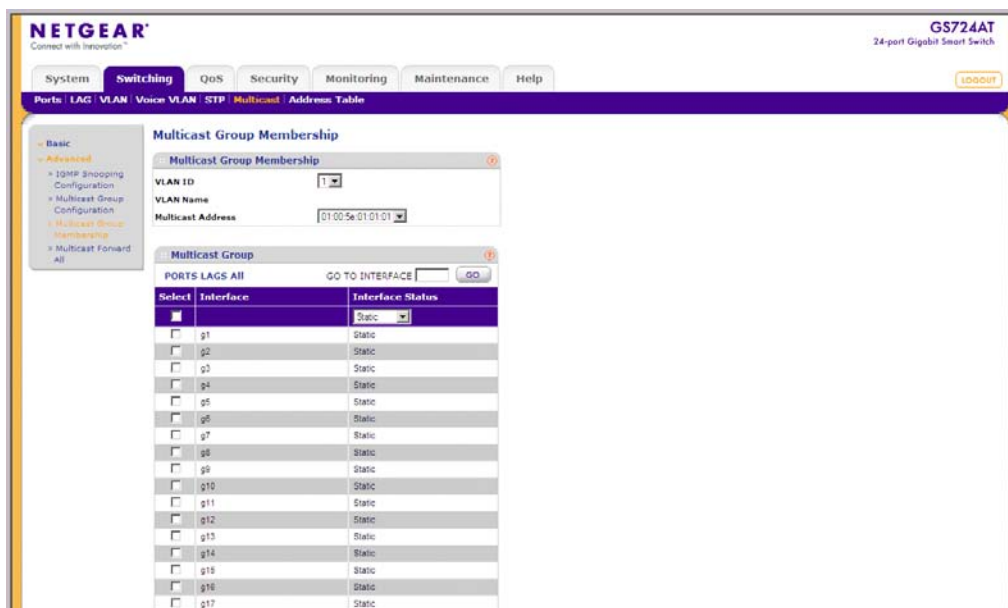 NETGEAR®
Connect with Innovation™
GS724AT
24-port Gigabit Smart Switch
System Switching QoS Security Monitoring Maintenance Help LOGOUT
Ports | LAG | VLAN | Voice VLAN | STP | Multicast | Address Table
Basic
Advanced
» IGMP Snooping
Configuration
» Multicast Group
Configuration
» Multicast Group
Membership
» Multicast Forward
All
Multicast Group Membership
Multicast Group Membership ?
VLAN ID 1
VLAN Name
Multicast Address 01:00:5e:01:01:01
Multicast Group ?
PORTS LAGS All GO TO INTERFACE GO
Select Interface Interface Status
Static
g1 Static
g2 Static
g3 Static
g4 Static
g5 Static
g6 Static
g7 Static
g8 Static
g9 Static
g10 Static
g11 Static
g12 Static
g13 Static
g14 Static
g15 Static
g16 Static
g17 Static